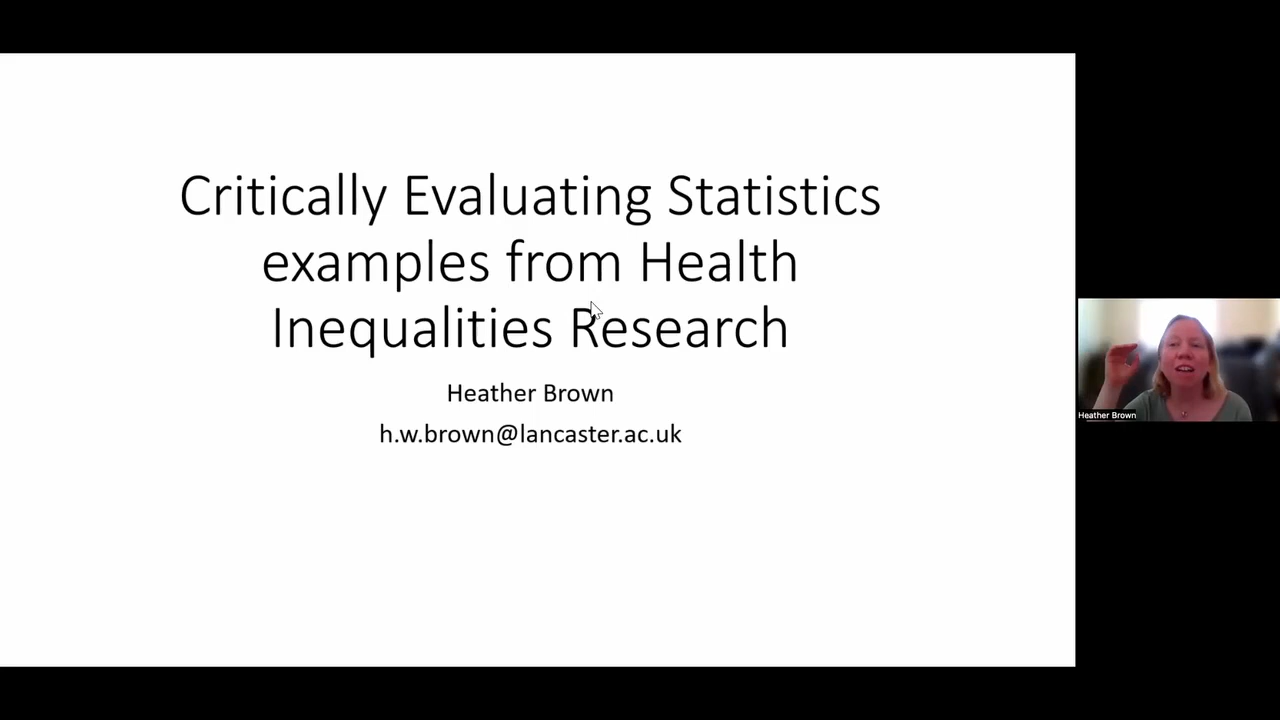 Critically Evaluating Statistics
examples from Health
Inequalities Research
Heather Brown
h.w.brown@lancaster.ac.uk
Heather Brown